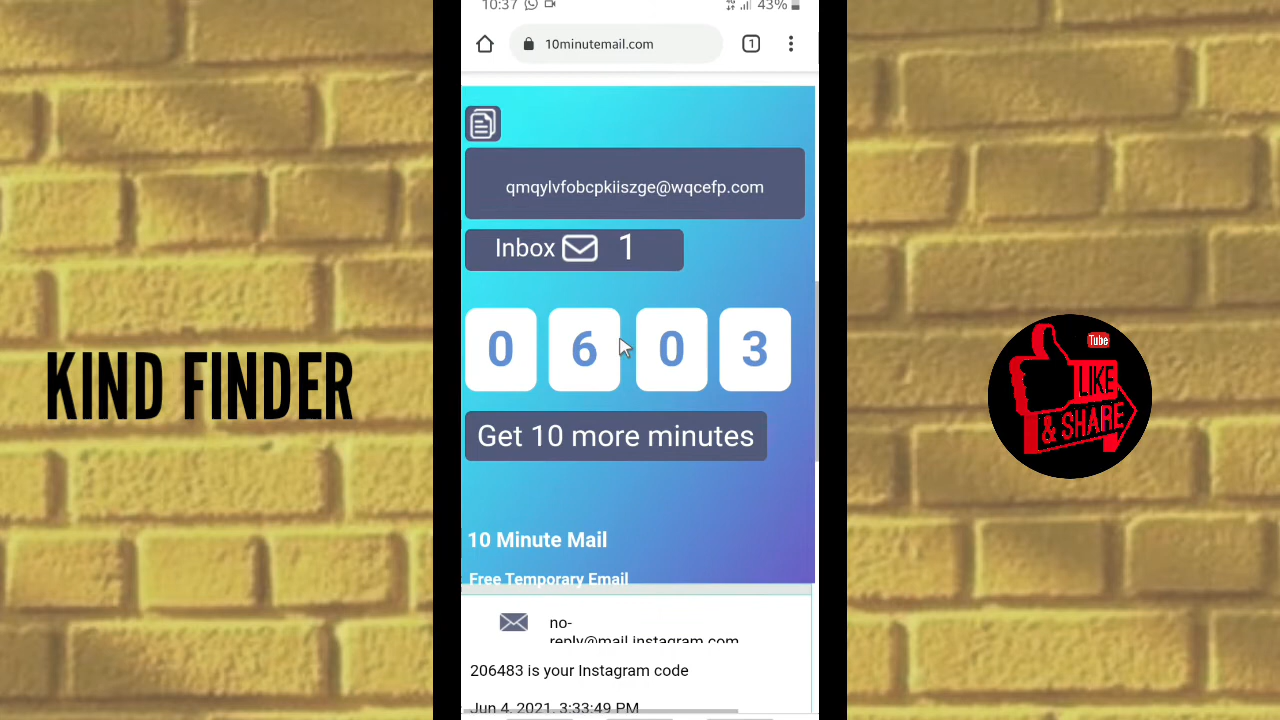 10:37
43%
10minutemail.com
1
qmqylvfobcpkiiszge@wqcefp.com
Inbox 1
0 6 0 3
Get 10 more minutes
10 Minute Mail
Free Temporary Email
no-
reply@mail.instagram.com
206483 is your Instagram code
Jun 4, 2021, 3:33:49 PM
KIND FINDER
Tube
LIKE
& SHARE